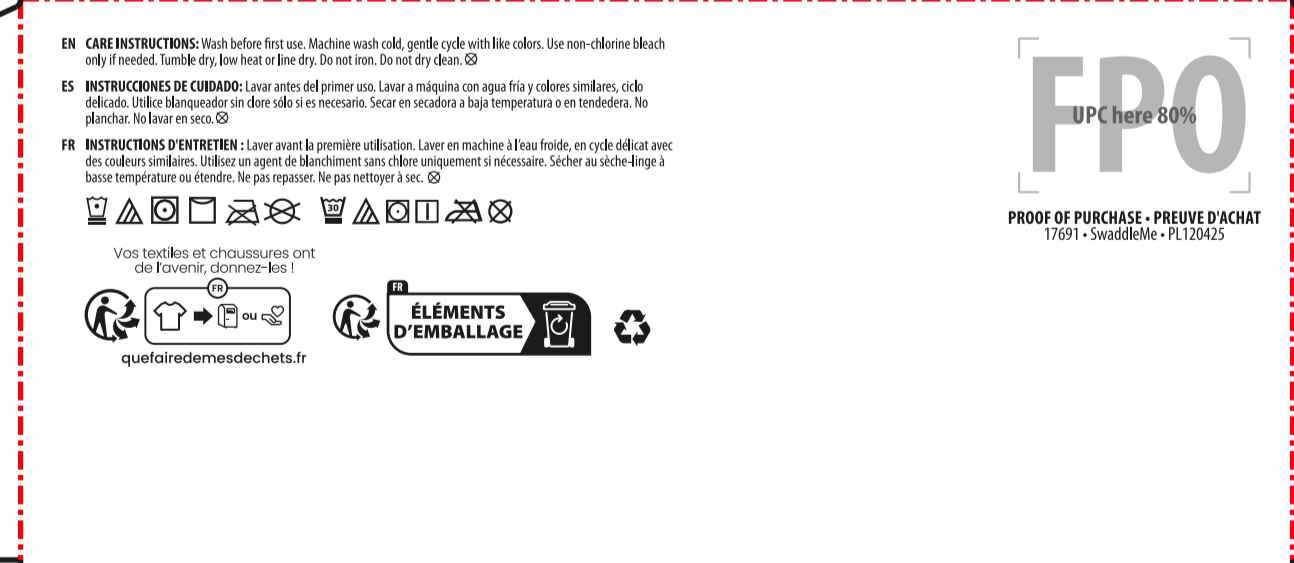 EN CARE INSTRUCTIONS: Wash before first use. Machine wash cold, gentle cycle with like colors. Use non-chlorine bleach
only if needed. Tumble dry, low heat or line dry. Do not iron. Do not dry clean.
ES INSTRUCCIONES DE CUIDADO: Lavar antes del primer uso. Lavar a máquina con agua fría y colores similares, ciclo
delicado. Utilice blanqueador sin clore sólo si es necesario. Secar en secadora a baja temperatura o en tendedera. No
planchar. No lavar en seco.
FR INSTRUCTIONS D'ENTRETIEN : Laver avant la première utilisation. Laver en machine à l'eau froide, en cycle délicat avec
des couleurs similaires. Utilisez un agent de blanchiment sans chlore uniquement si nécessaire. Sécher au sèche-linge à
basse température ou étendre. Ne pas repasser. Ne pas nettoyer à sec.
30
Vos textiles et chaussures ont
de l'avenir, donnez-les !
FR
ou
quefairedemesdechets.fr
FR
ÉLÉMENTS
D'EMBALLAGE
FPO
UPC here 80%
PROOF OF PURCHASE • PREUVE D'ACHAT
17691 • SwaddleMe • PL120425